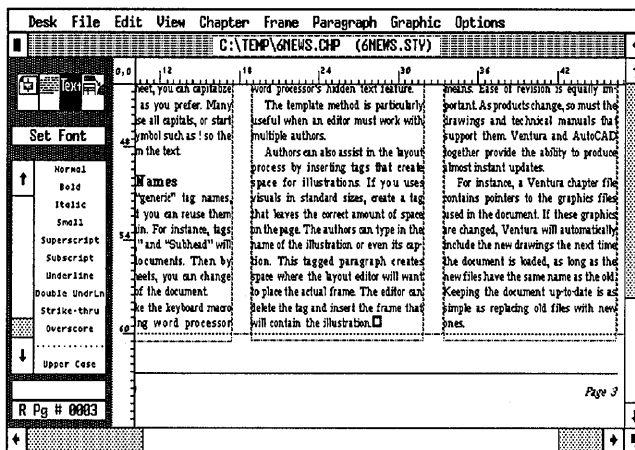 Desk File Edit View Chapter Frame Paragraph Graphic Options
C:\TEMP\6NEWS.CHP (6NEWS.STY)
0,0 12 18 24 30 36 42
Text
Set Font
Normal
Bold
Italic
Small
Superscript
Subscript
Underline
Double UndrLn
Strike-thru
Overscore
Upper Case
R Pg # 0003
48
54
60
heet, you can capitalize
as you prefer. Many
se all capitals, or start
ymbol such as ! so the
m the text
Names
"generic" tag names,
t you can reuse them
in. For instance, tags
" and "Subhead" will
documents. Then by
eels, you can change
of the document.
ke the keyboard macro
ng word processor
word processor's hidden text feature.
The template method is particularly
useful when an editor must work with
multiple authors.
Authors can also assist in the layout
process by inserting tags that create
space for illustrations. If you uses
visuals in standard sizes, create a tag
that leaves the correct amount of space
on the page. The authors can type in the
name of the illustration or even its cap-
tion. This tagged paragraph creates
space where the layout editor will want
to place the actual frame. The editor can
delete the tag and insert the frame that
will contain the illustration.
means. Ease of revision is equally im-
portant. As products change, so must the
drawings and technical manuals that
support them. Ventura and AutoCAD
together provide the ability to produce
almost instant updates.
For instance, a Ventura chapter file
contains pointers to the graphics files
used in the document. If these graphics
are changed, Ventura will automatically
include the new drawings the next time
the document is loaded, as long as the
new files have the same name as the old.
Keeping the document up-to-date is as
simple as replacing old files with new
ones.
Page 3